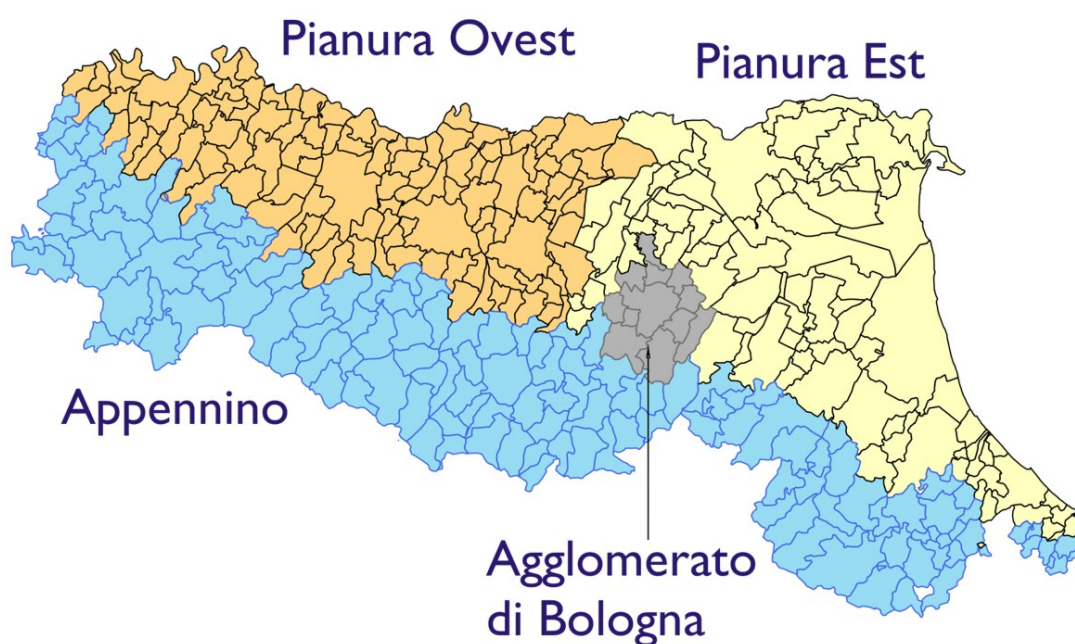 Pianura Ovest
Pianura Est
Appennino
Agglomerato
di Bologna